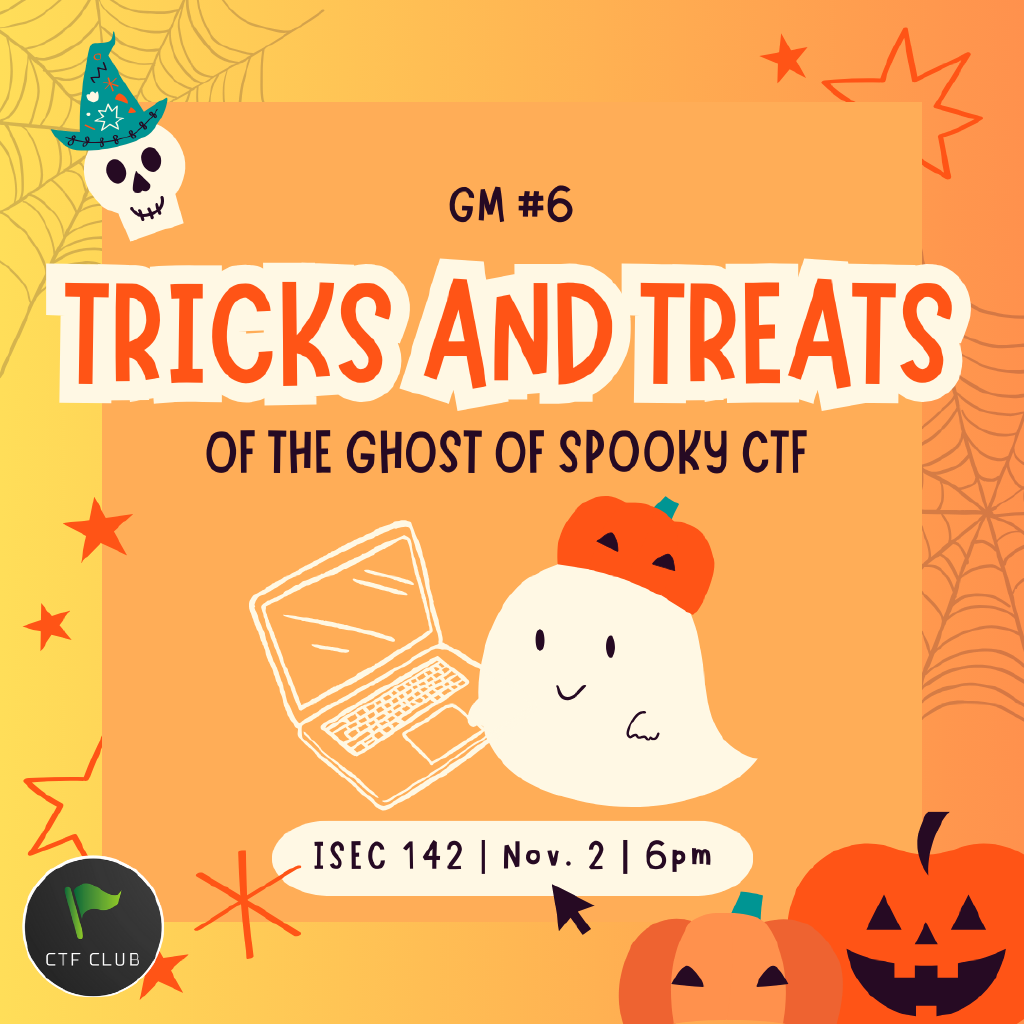 GM #6
TRICKS AND TREATS
OF THE GHOST OF SPOOKY CTF
ISEC 142 | Nov. 2 | 6pm
CTF CLUB